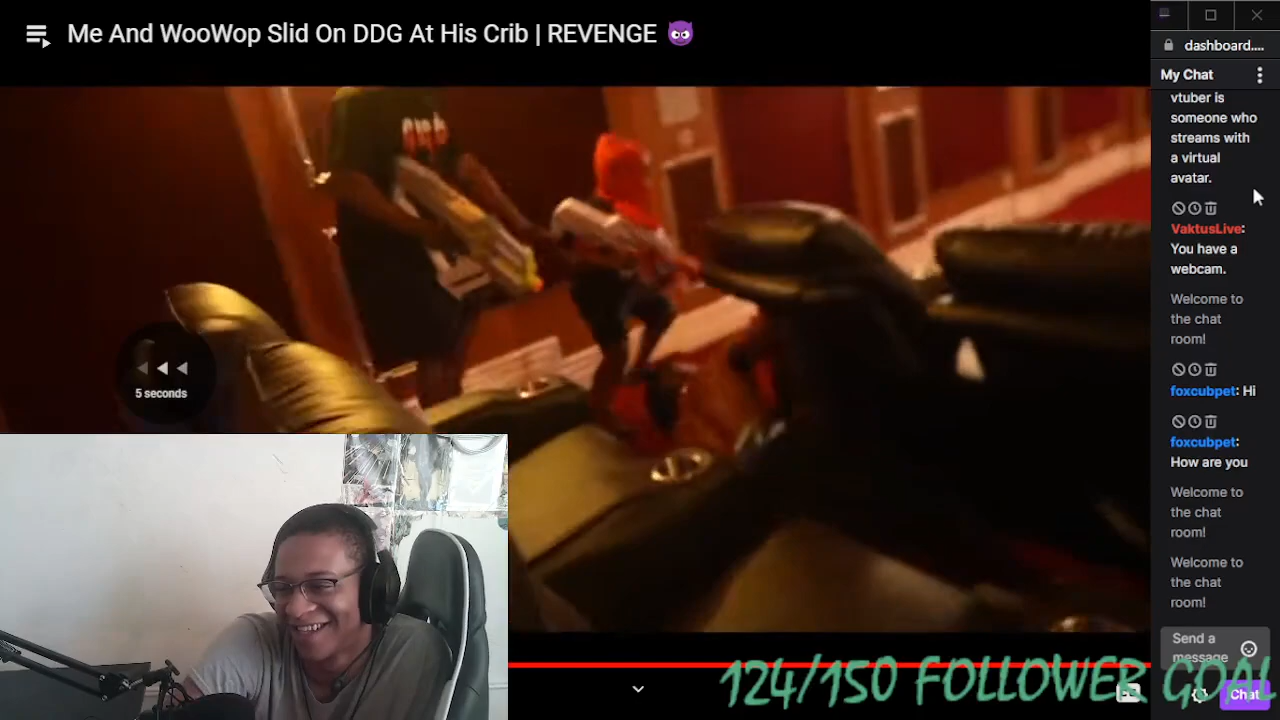 Me And WooWop Slid On DDG At His Crib | REVENGE 😈
5 seconds
dashboard....
My Chat
vtuber is
someone who
streams with
a virtual
avatar.
VaktusLive:
You have a
webcam.
Welcome to
the chat
room!
foxcubpet: Hi
foxcubpet:
How are you
Welcome to
the chat
room!
Welcome to
the chat
room!
Send a
message
Chat
124/150 FOLLOWER GOAL